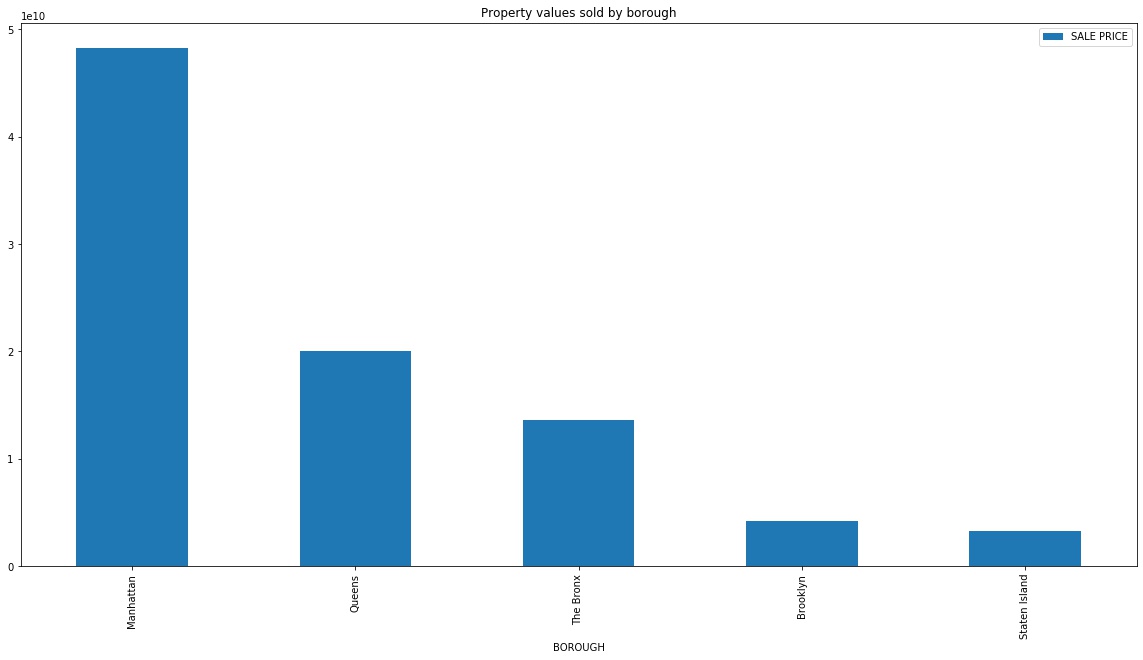 Property values sold by borough
1e10
SALE PRICE
5
4
3
2
1
0
Manhattan
Queens
The Bronx
Brooklyn
Staten Island
BOROUGH